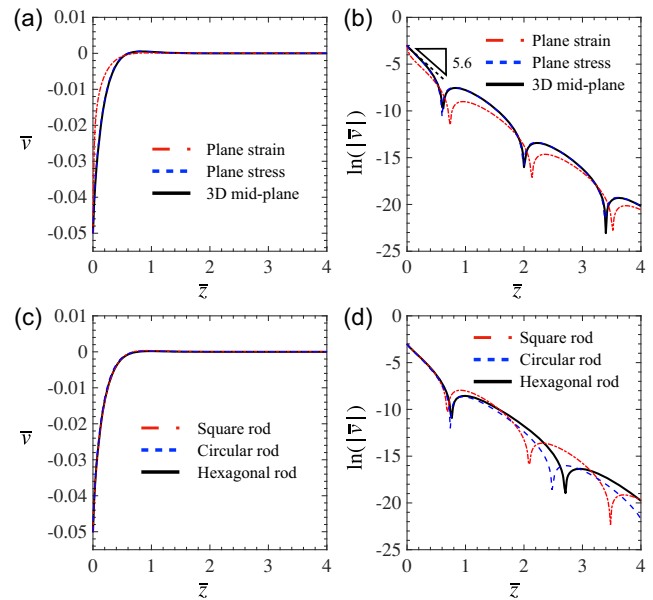 (a)
0.01
0
-0.01
-0.02
-0.03
-0.04
-0.05
v̅
Plane strain
Plane stress
3D mid-plane
0 1 2 3 4
z̅
(b)
0
-5
-10
-15
-20
-25
ln(|v̅|)
5.6
Plane strain
Plane stress
3D mid-plane
0 1 2 3 4
z̅
(c)
0.01
0
-0.01
-0.02
-0.03
-0.04
-0.05
v̅
Square rod
Circular rod
Hexagonal rod
0 1 2 3 4
z̅
(d)
0
-5
-10
-15
-20
-25
ln(|v̅|)
Square rod
Circular rod
Hexagonal rod
0 1 2 3 4
z̅